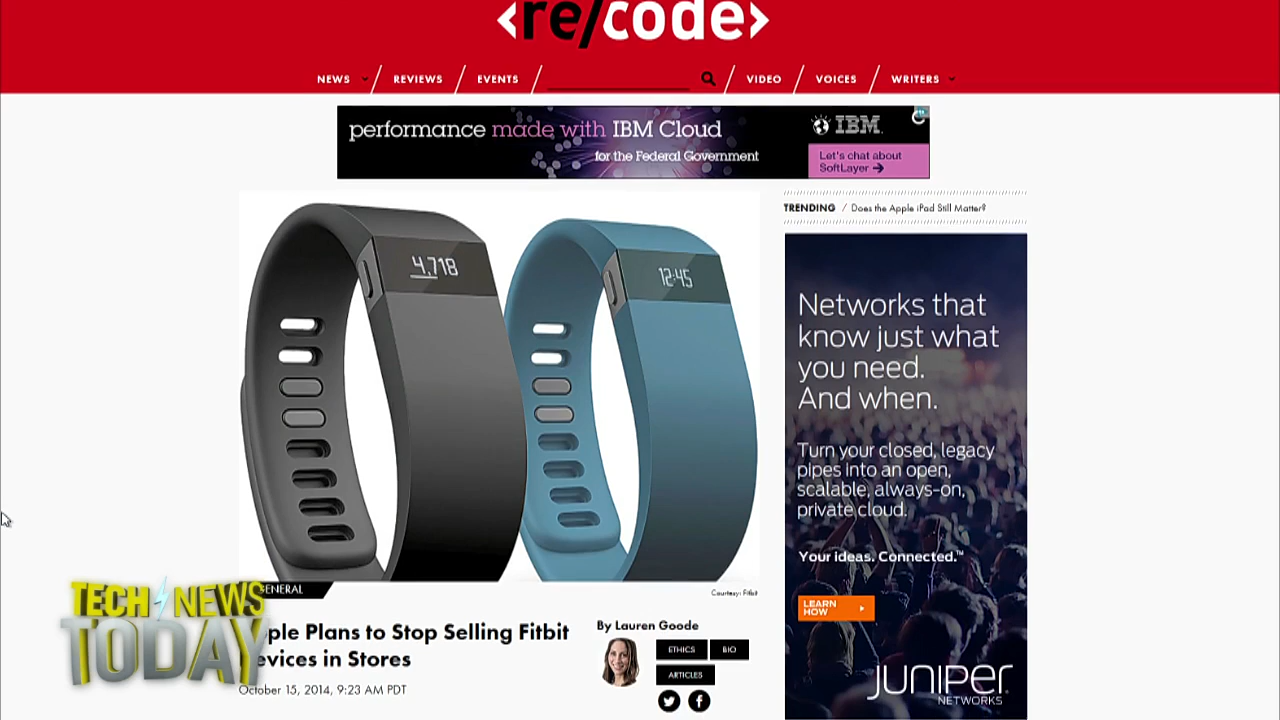 <re/code>
NEWS / REVIEWS / EVENTS / / VIDEO / VOICES / WRITERS
performance made with IBM Cloud
for the Federal Government
IBM
Let's chat about
SoftLayer →
TRENDING / Does the Apple iPad Still Matter?
4,718
12:45
Networks that
know just what
you need.
And when.
Turn your closed, legacy
pipes into an open,
scalable, always-on,
private cloud.
Your ideas. Connected.™
LEARN
HOW
JUNIPER
NETWORKS
GENERAL
Courtesy: Fitbit
ple Plans to Stop Selling Fitbit
evices in Stores
October 15, 2014, 9:23 AM PDT
By Lauren Goode
ETHICS
BIO
ARTICLES
TECH NEWS
TODAY